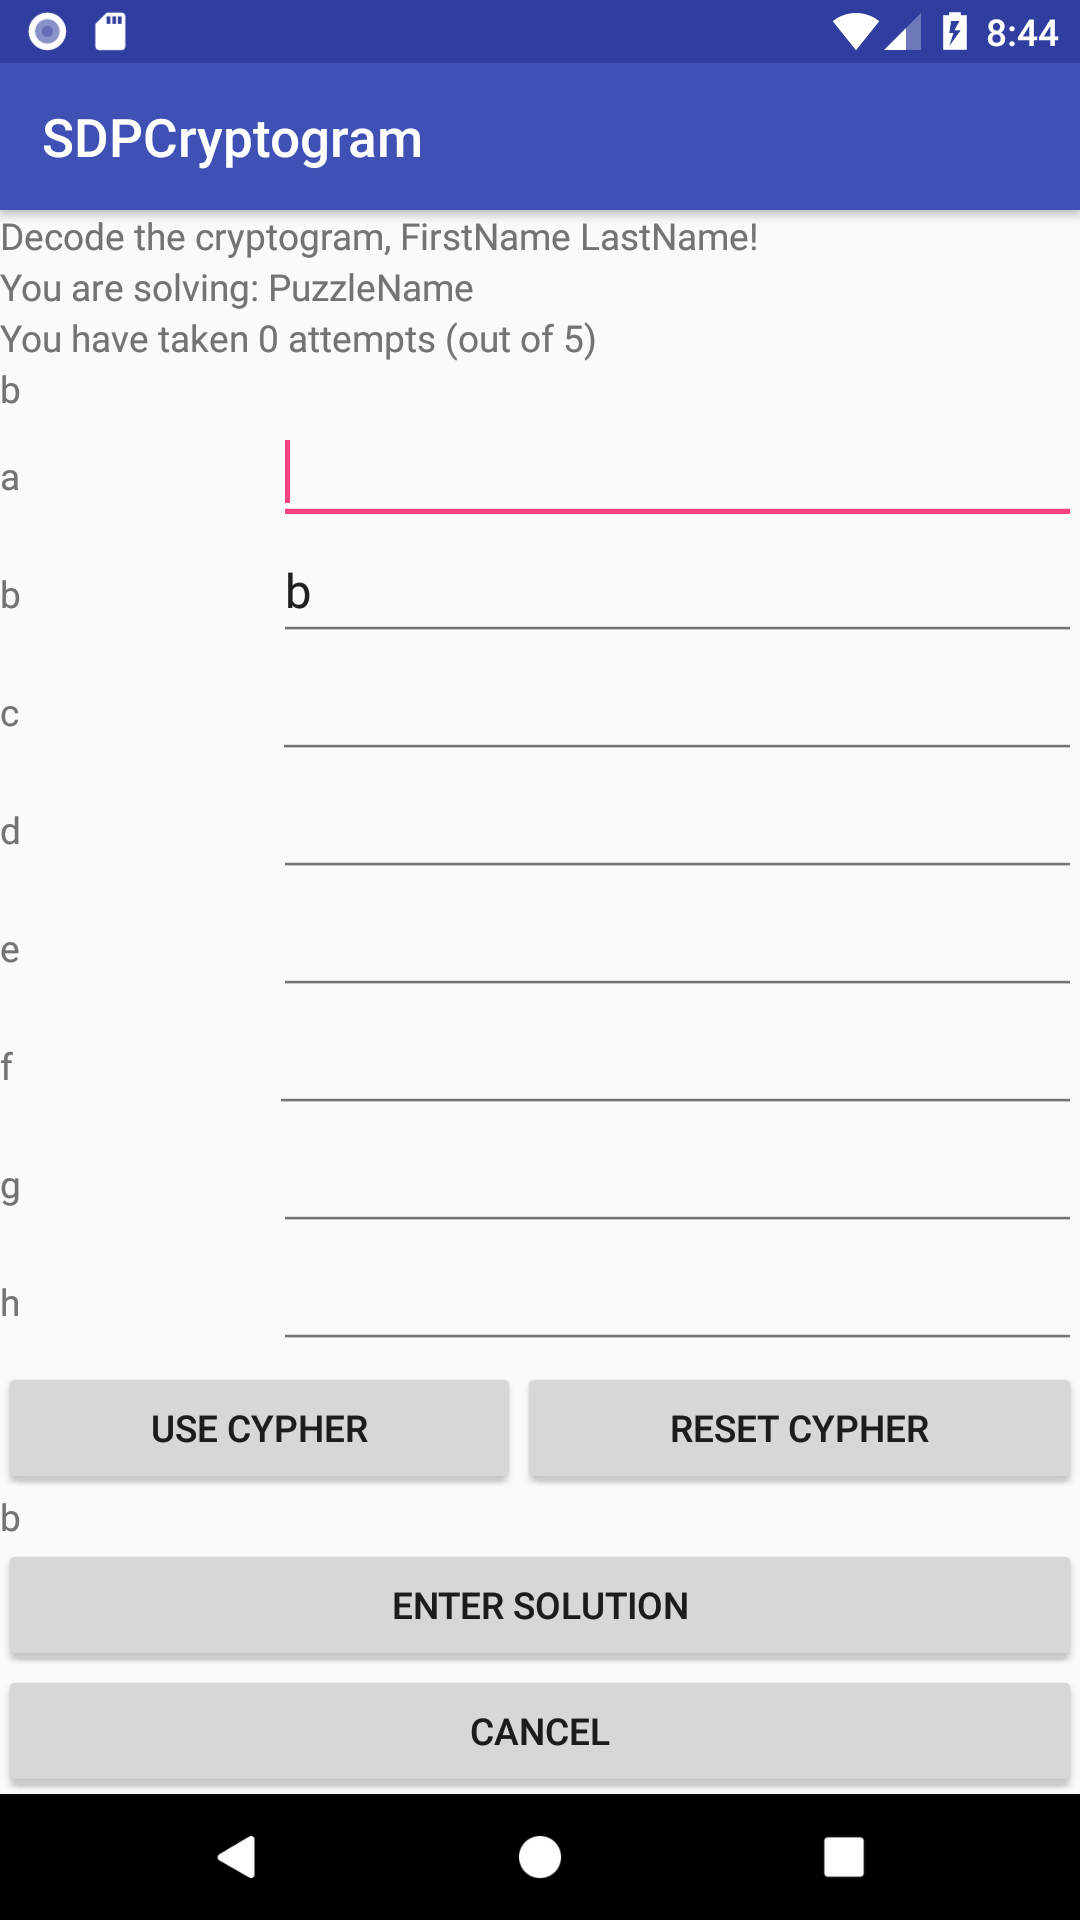 8:44
SDPCryptogram
Decode the cryptogram, FirstName LastName!
You are solving: PuzzleName
You have taken 0 attempts (out of 5)
b
a
b b
c
d
e
f
g
h
USE CYPHER RESET CYPHER
b
ENTER SOLUTION
CANCEL